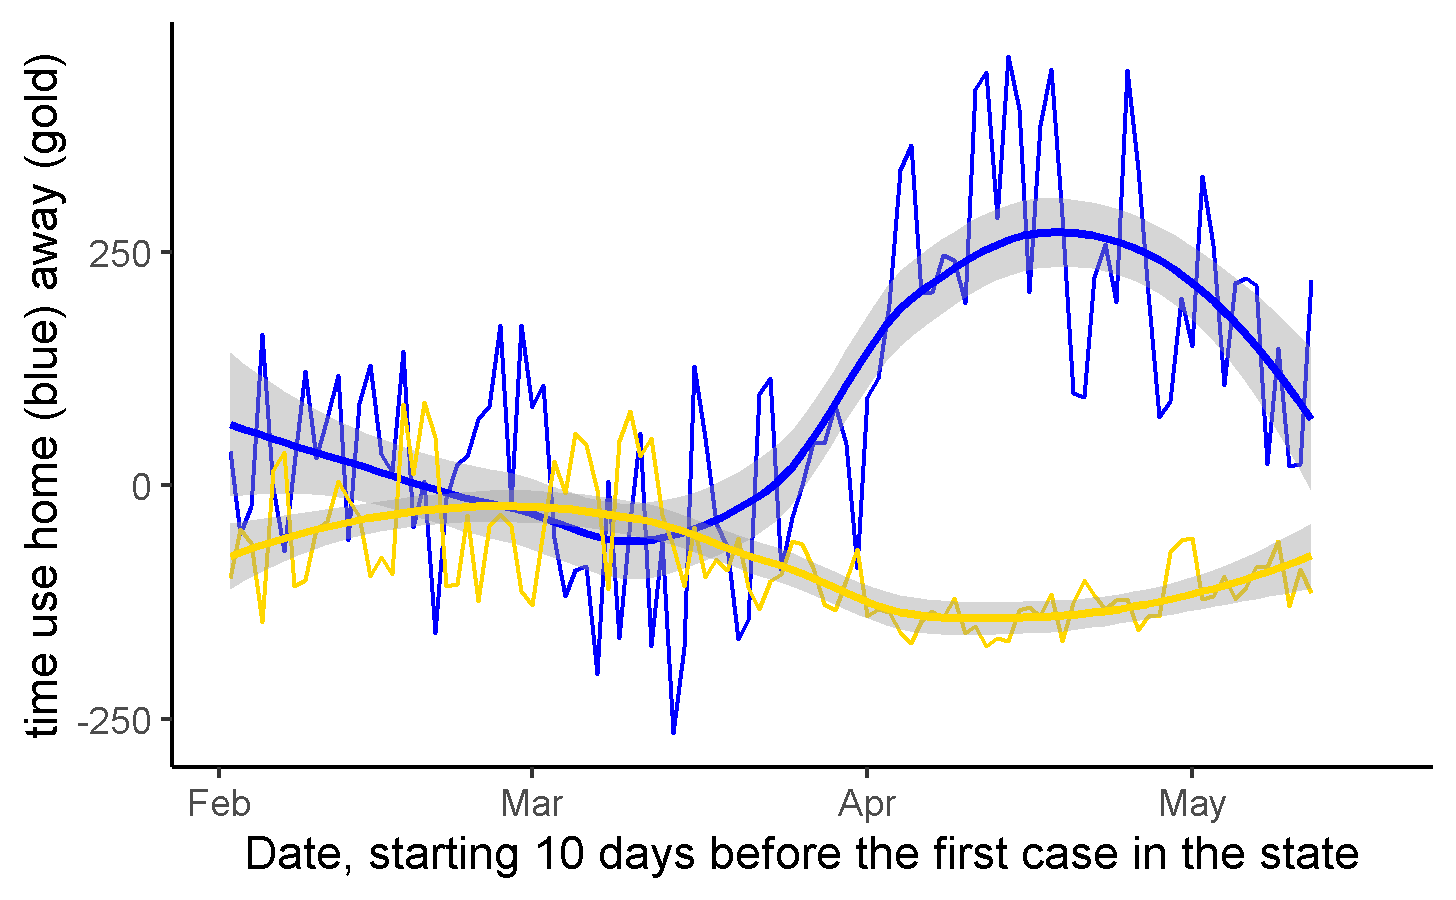 time use home (blue) away (gold)
250
0
-250
Feb Mar Apr May
Date, starting 10 days before the first case in the state